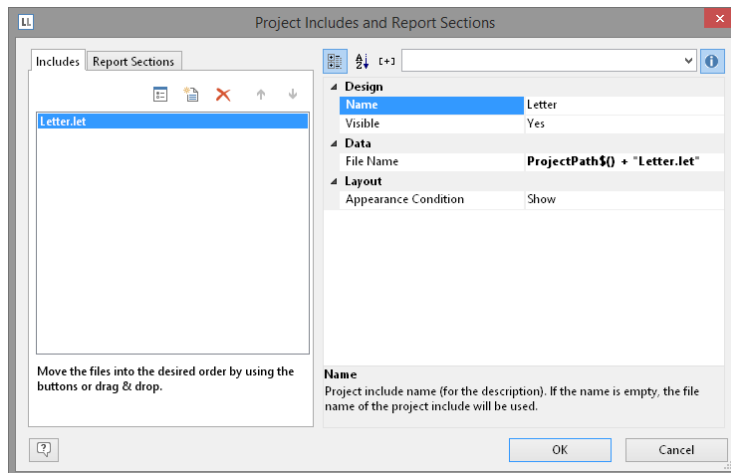 LL
Project Includes and Report Sections
Includes
Report Sections
[+]
Letter.let
Move the files into the desired order by using the
buttons or drag & drop.
Design
Name Letter
Visible Yes
Data
File Name ProjectPath$() + "Letter.let"
Layout
Appearance Condition Show
Name
Project include name (for the description). If the name is empty, the file
name of the project include will be used.
OK
Cancel